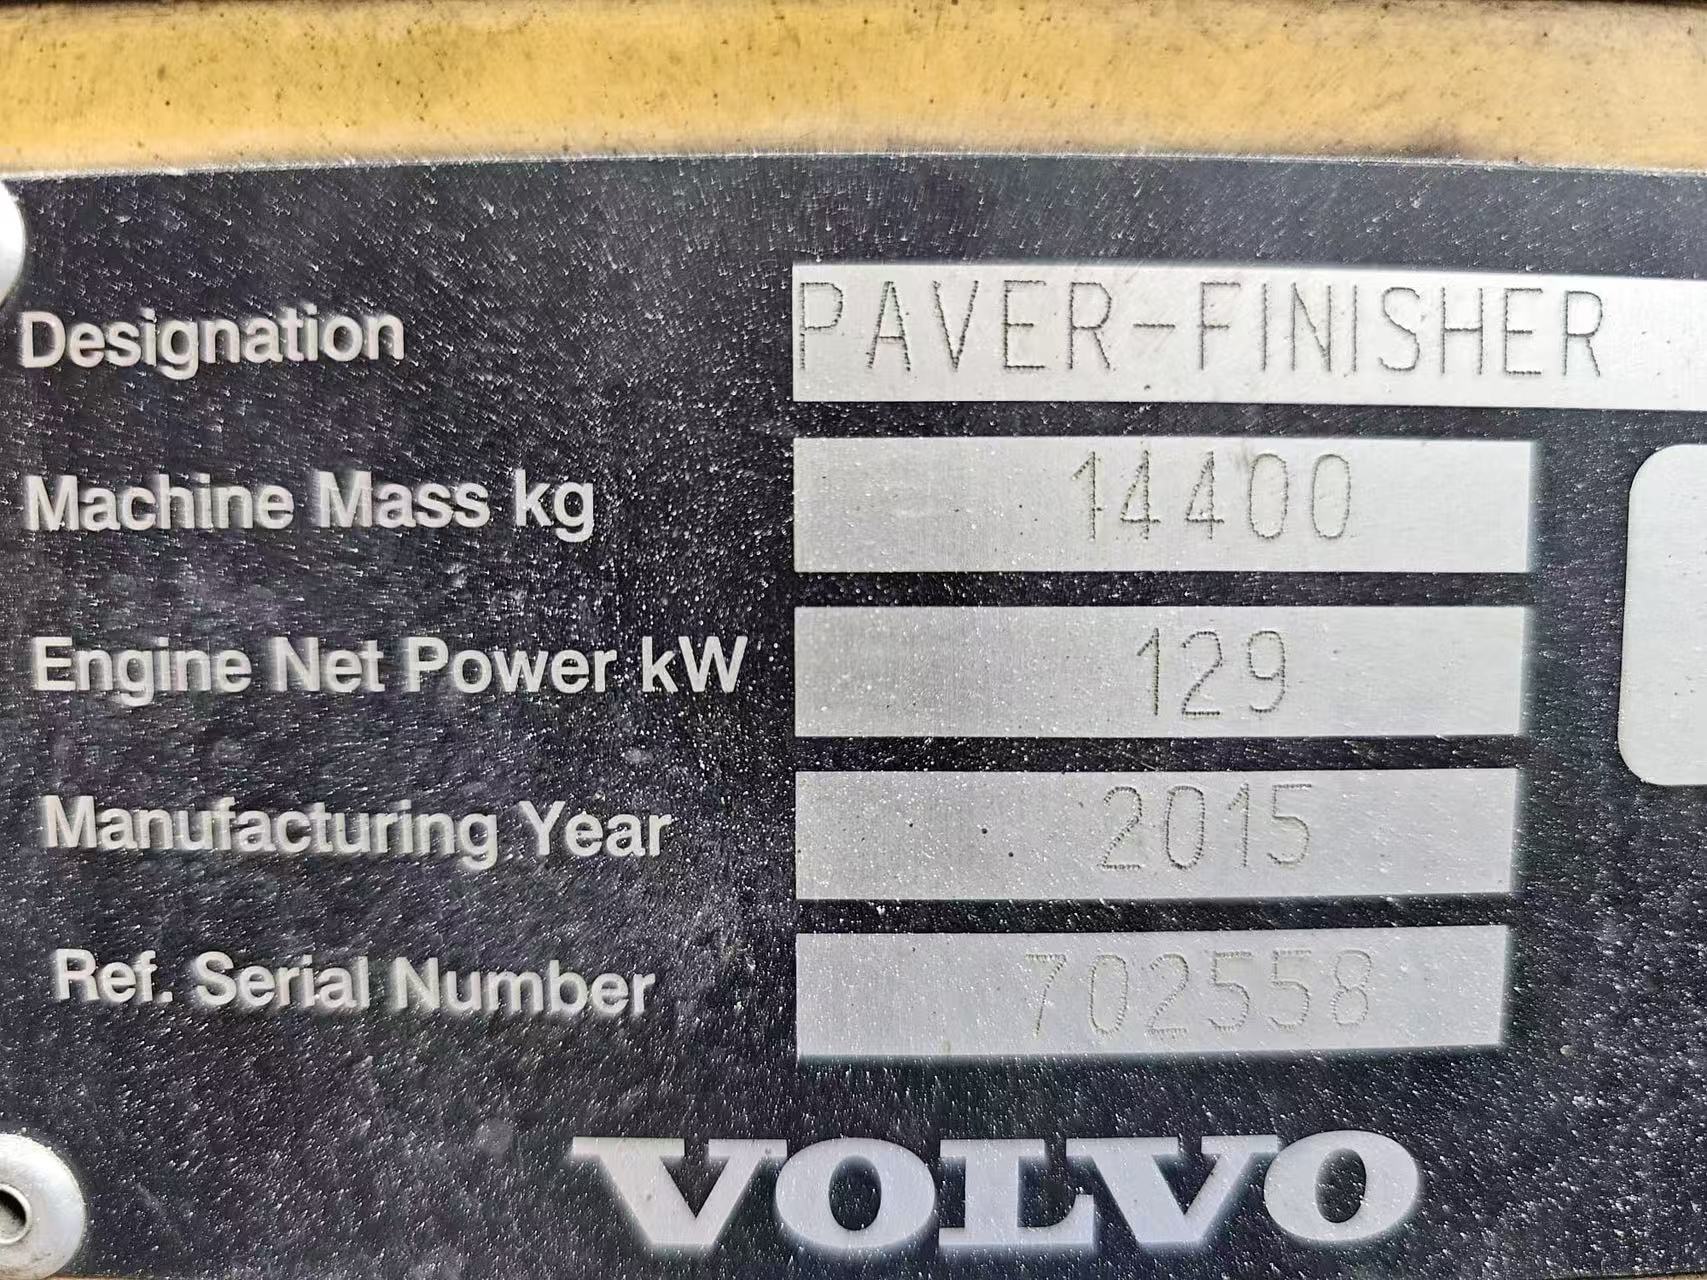 Designation PAVER-FINISHER
Machine Mass kg 14400
Engine Net Power kW 129
Manufacturing Year 2015
Ref. Serial Number 702558
VOLVO